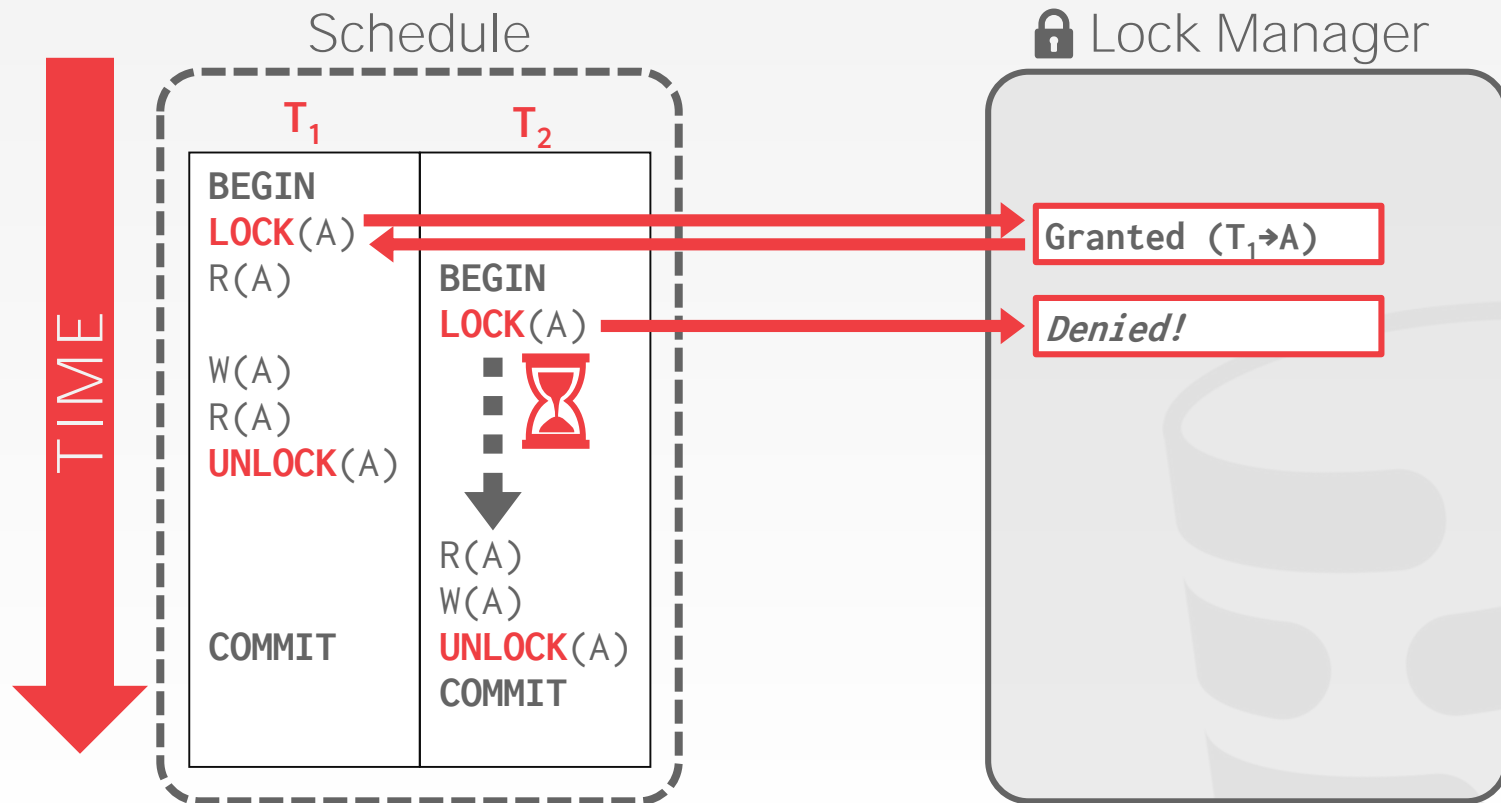 Schedule
Lock Manager
TIME
T₁
T₂
BEGIN
LOCK(A)
R(A)
W(A)
R(A)
UNLOCK(A)
COMMIT
BEGIN
LOCK(A)
R(A)
W(A)
UNLOCK(A)
COMMIT
Granted (T₁→A)
Denied!